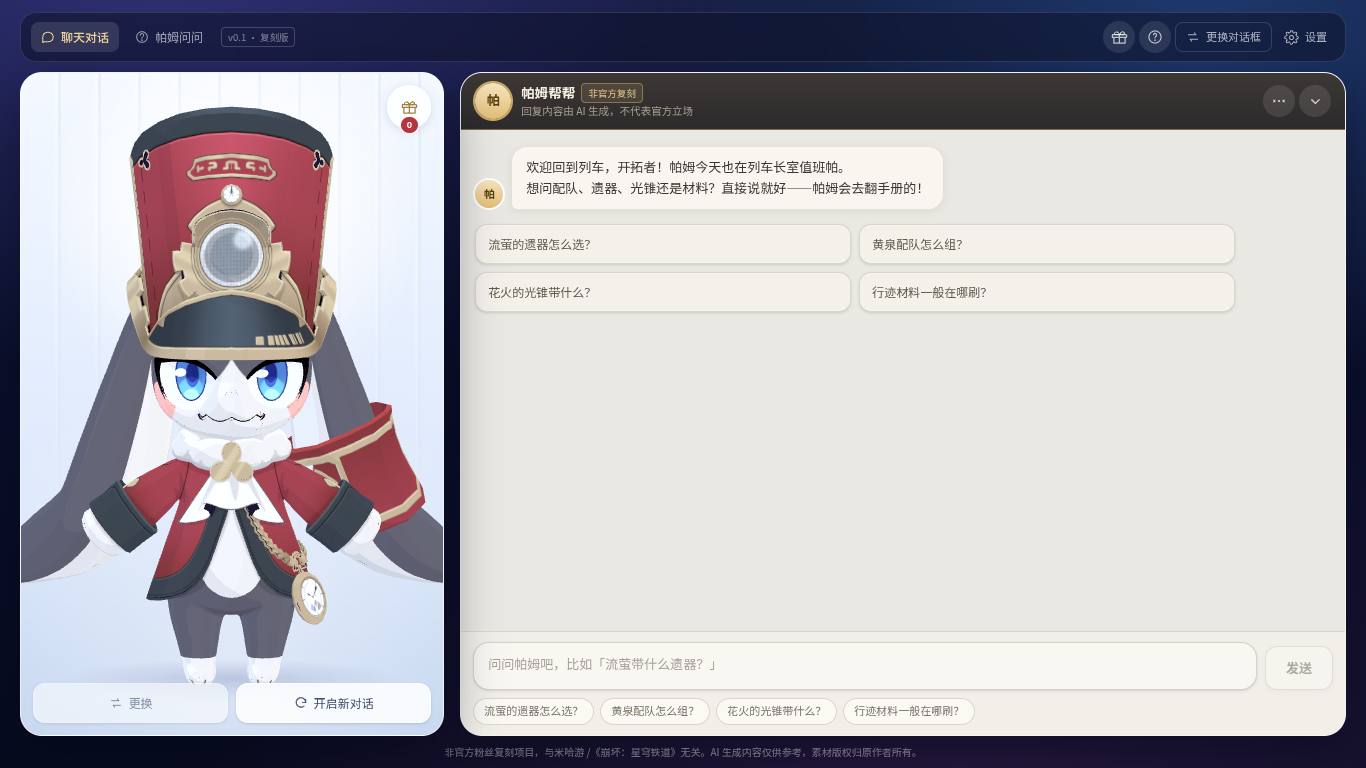 聊天对话
帕姆问问
v0.1 · 复刻版
更换对话框
设置
0
更换
开启新对话
帕
帕姆帮帮
非官方复刻
回复内容由 AI 生成，不代表官方立场
帕
欢迎回到列车，开拓者！帕姆今天也在列车长室值班帕。
想问配队、遗器、光锥还是材料？直接说就好——帕姆会去翻手册的！
流萤的遗器怎么选？
黄泉配队怎么组？
花火的光锥带什么？
行迹材料一般在哪刷？
问问帕姆吧，比如「流萤带什么遗器？」
发送
流萤的遗器怎么选？
黄泉配队怎么组？
花火的光锥带什么？
行迹材料一般在哪刷？
非官方粉丝复刻项目，与米哈游 /《崩坏：星穹铁道》无关。AI 生成内容仅供参考，素材版权归原作者所有。